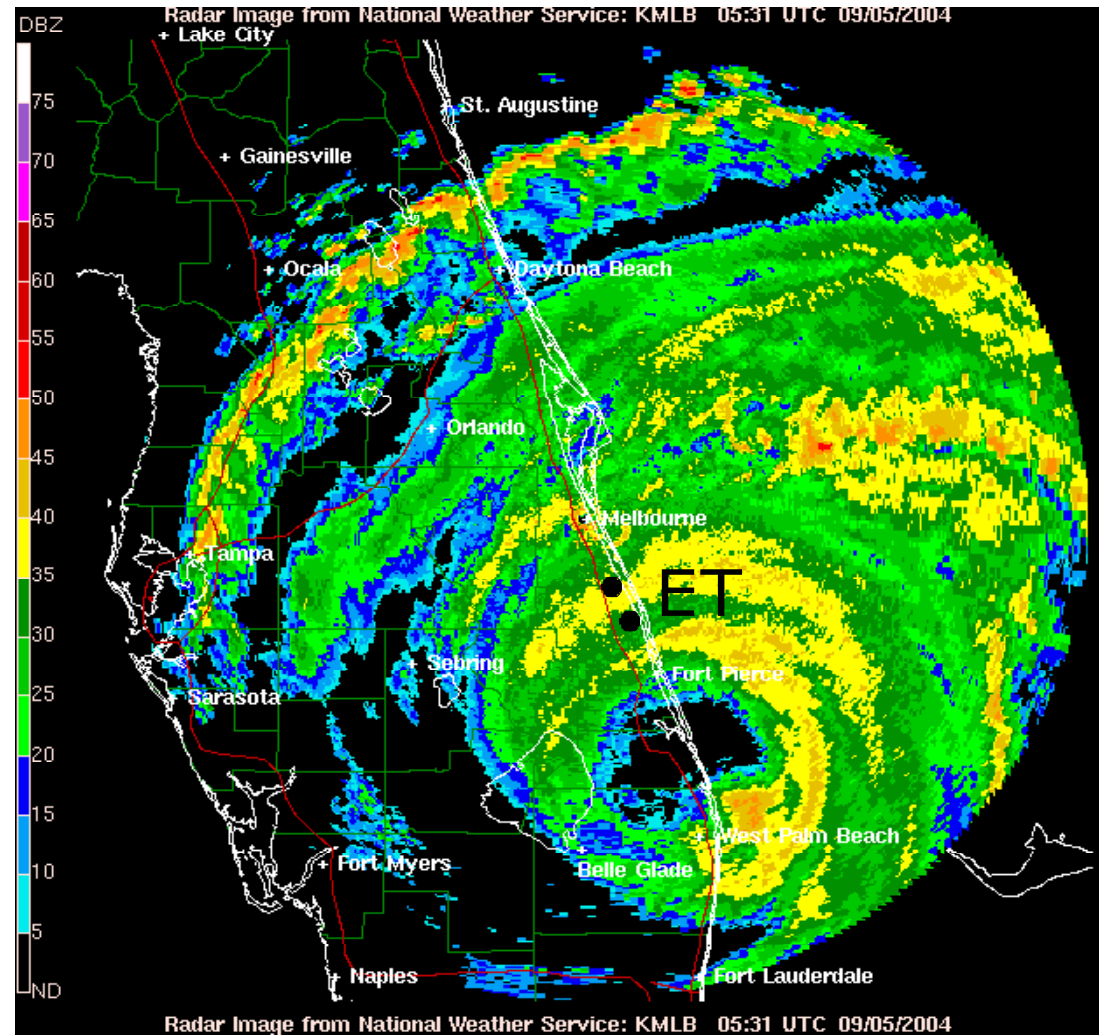 Radar Image from National Weather Service: KMLB 05:31 UTC 09/05/2004
DBZ
Lake City
75
St. Augustine
70
Gainesville
65
60
Ocala
Daytona Beach
55
50
Orlando
45
40
Melbourne
Tampa
35
ET
30
Sebring
Fort Pierce
25
Sarasota
20
15
West Palm Beach
Fort Myers
Belle Glade
10
5
Naples
Fort Lauderdale
ND
Radar Image from National Weather Service: KMLB 05:31 UTC 09/05/2004